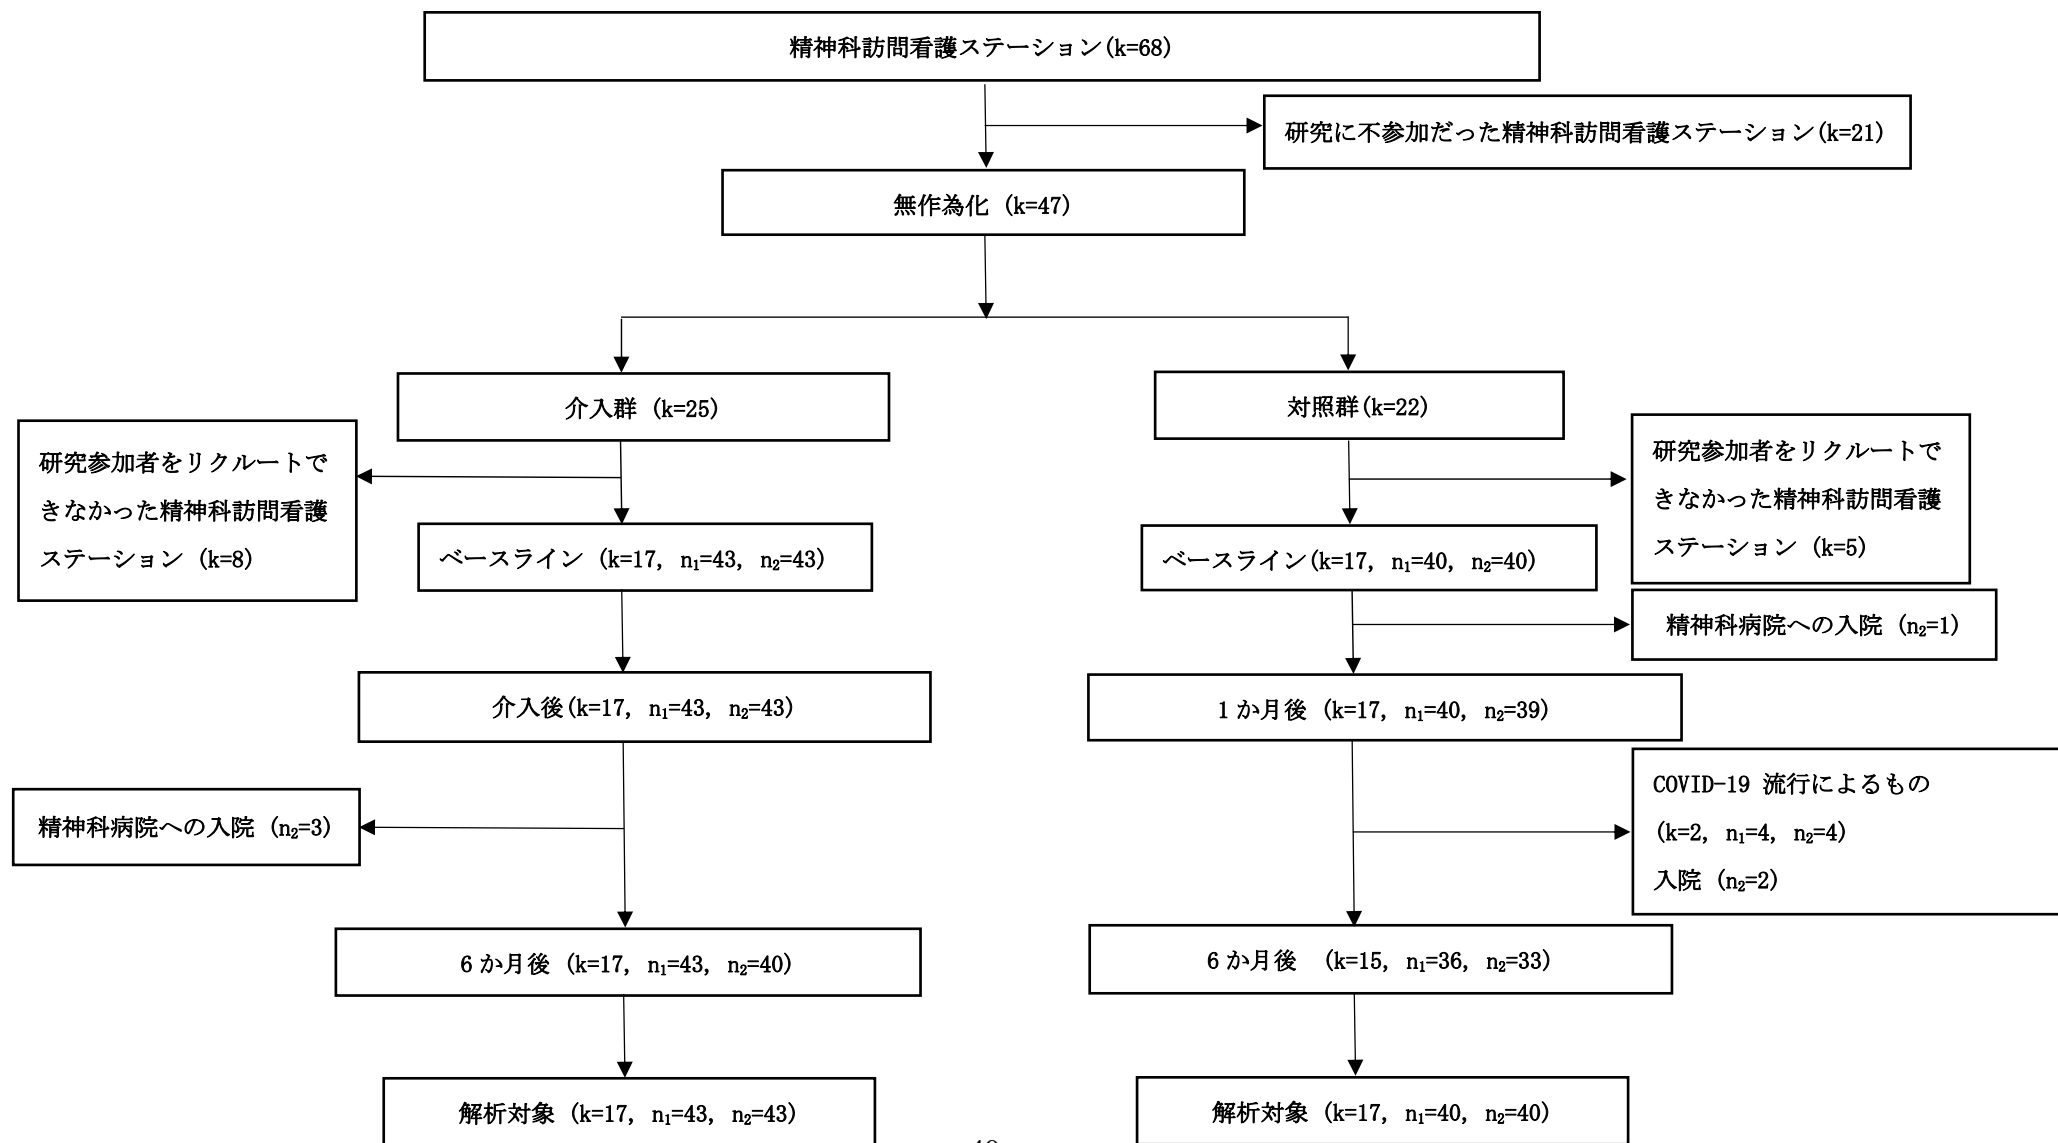 精神科訪問看護ステーション(k=68)
研究に不参加だった精神科訪問看護ステーション(k=21)
無作為化 (k=47)
介入群 (k=25)
対照群(k=22)
研究参加者をリクルートで
きなかった精神科訪問看護
ステーション (k=8)
研究参加者をリクルートで
きなかった精神科訪問看護
ステーション (k=5)
ベースライン (k=17, n₁=43, n₂=43)
ベースライン(k=17, n₁=40, n₂=40)
精神科病院への入院 (n₂=1)
介入後(k=17, n₁=43, n₂=43)
1か月後 (k=17, n₁=40, n₂=39)
精神科病院への入院 (n₂=3)
COVID-19 流行によるもの
(k=2, n₁=4, n₂=4)
入院 (n₂=2)
6か月後 (k=17, n₁=43, n₂=40)
6か月後 (k=15, n₁=36, n₂=33)
解析対象 (k=17, n₁=43, n₂=43)
解析対象 (k=17, n₁=40, n₂=40)